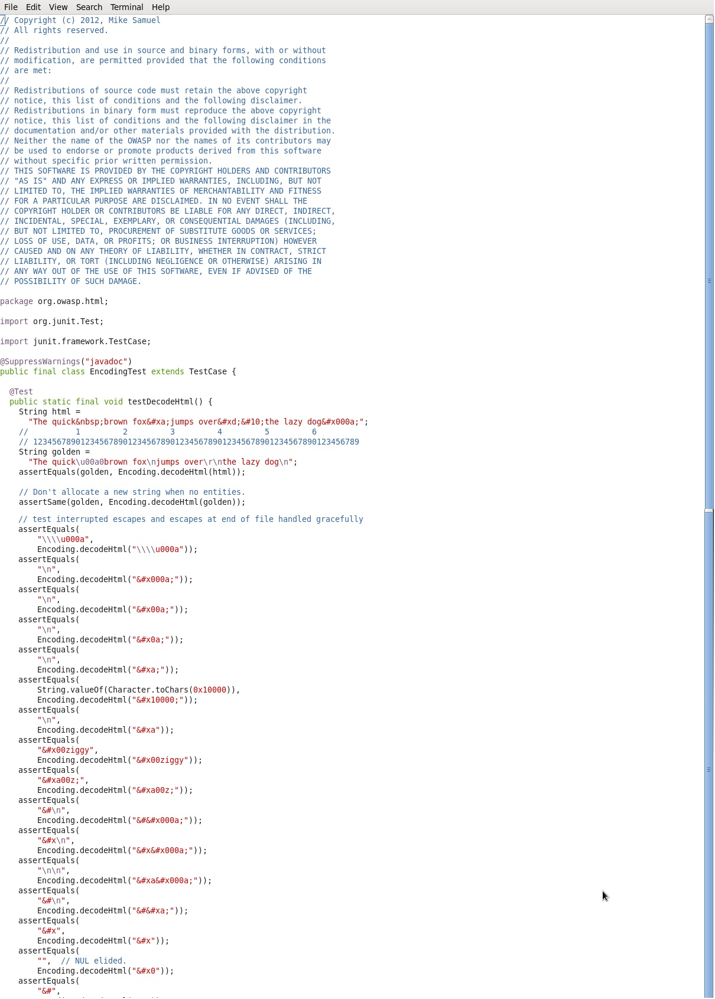 File Edit View Search Terminal Help
// Copyright (c) 2012, Mike Samuel
// All rights reserved.
//
// Redistribution and use in source and binary forms, with or without
// modification, are permitted provided that the following conditions
// are met:
//
// Redistributions of source code must retain the above copyright
// notice, this list of conditions and the following disclaimer.
// Redistributions in binary form must reproduce the above copyright
// notice, this list of conditions and the following disclaimer in the
// documentation and/or other materials provided with the distribution.
// Neither the name of the OWASP nor the names of its contributors may
// be used to endorse or promote products derived from this software
// without specific prior written permission.
// THIS SOFTWARE IS PROVIDED BY THE COPYRIGHT HOLDERS AND CONTRIBUTORS
// "AS IS" AND ANY EXPRESS OR IMPLIED WARRANTIES, INCLUDING, BUT NOT
// LIMITED TO, THE IMPLIED WARRANTIES OF MERCHANTABILITY AND FITNESS
// FOR A PARTICULAR PURPOSE ARE DISCLAIMED. IN NO EVENT SHALL THE
// COPYRIGHT HOLDER OR CONTRIBUTORS BE LIABLE FOR ANY DIRECT, INDIRECT,
// INCIDENTAL, SPECIAL, EXEMPLARY, OR CONSEQUENTIAL DAMAGES (INCLUDING,
// BUT NOT LIMITED TO, PROCUREMENT OF SUBSTITUTE GOODS OR SERVICES;
// LOSS OF USE, DATA, OR PROFITS; OR BUSINESS INTERRUPTION) HOWEVER
// CAUSED AND ON ANY THEORY OF LIABILITY, WHETHER IN CONTRACT, STRICT
// LIABILITY, OR TORT (INCLUDING NEGLIGENCE OR OTHERWISE) ARISING IN
// ANY WAY OUT OF THE USE OF THIS SOFTWARE, EVEN IF ADVISED OF THE
// POSSIBILITY OF SUCH DAMAGE.

package org.owasp.html;

import org.junit.Test;

import junit.framework.TestCase;

@SuppressWarnings("javadoc")
public final class EncodingTest extends TestCase {

  @Test
  public static final void testDecodeHtml() {
    String html =
      "The quick&nbsp;brown fox&#xa;jumps over&#xd;&#10;the lazy dog&#x000a;";
    //          1         2         3         4         5         6
    // 123456789012345678901234567890123456789012345678901234567890123456789
    String golden =
      "The quick\u00a0brown fox\njumps over\r\nthe lazy dog\n";
    assertEquals(golden, Encoding.decodeHtml(html));

    // Don't allocate a new string when no entities.
    assertSame(golden, Encoding.decodeHtml(golden));

    // test interrupted escapes and escapes at end of file handled gracefully
    assertEquals(
        "\\\\u000a",
        Encoding.decodeHtml("\\\\u000a"));
    assertEquals(
        "\n",
        Encoding.decodeHtml("&#x000a;"));
    assertEquals(
        "\n",
        Encoding.decodeHtml("&#x00a;"));
    assertEquals(
        "\n",
        Encoding.decodeHtml("&#x0a;"));
    assertEquals(
        "\n",
        Encoding.decodeHtml("&#xa;"));
    assertEquals(
        String.valueOf(Character.toChars(0x10000)),
        Encoding.decodeHtml("&#x10000;"));
    assertEquals(
        "\n",
        Encoding.decodeHtml("&#xa"));
    assertEquals(
        "&#x00ziggy",
        Encoding.decodeHtml("&#x00ziggy"));
    assertEquals(
        "&#xa00z;",
        Encoding.decodeHtml("&#xa00z;"));
    assertEquals(
        "&#\n",
        Encoding.decodeHtml("&#&#x000a;"));
    assertEquals(
        "&#x\n",
        Encoding.decodeHtml("&#x&#x000a;"));
    assertEquals(
        "\n\n",
        Encoding.decodeHtml("&#xa&#x000a;"));
    assertEquals(
        "&#\n",
        Encoding.decodeHtml("&#&#xa;"));
    assertEquals(
        "&#x",
        Encoding.decodeHtml("&#x"));
    assertEquals(
        "",  // NUL elided.
        Encoding.decodeHtml("&#x0"));
    assertEquals(
        "&#",